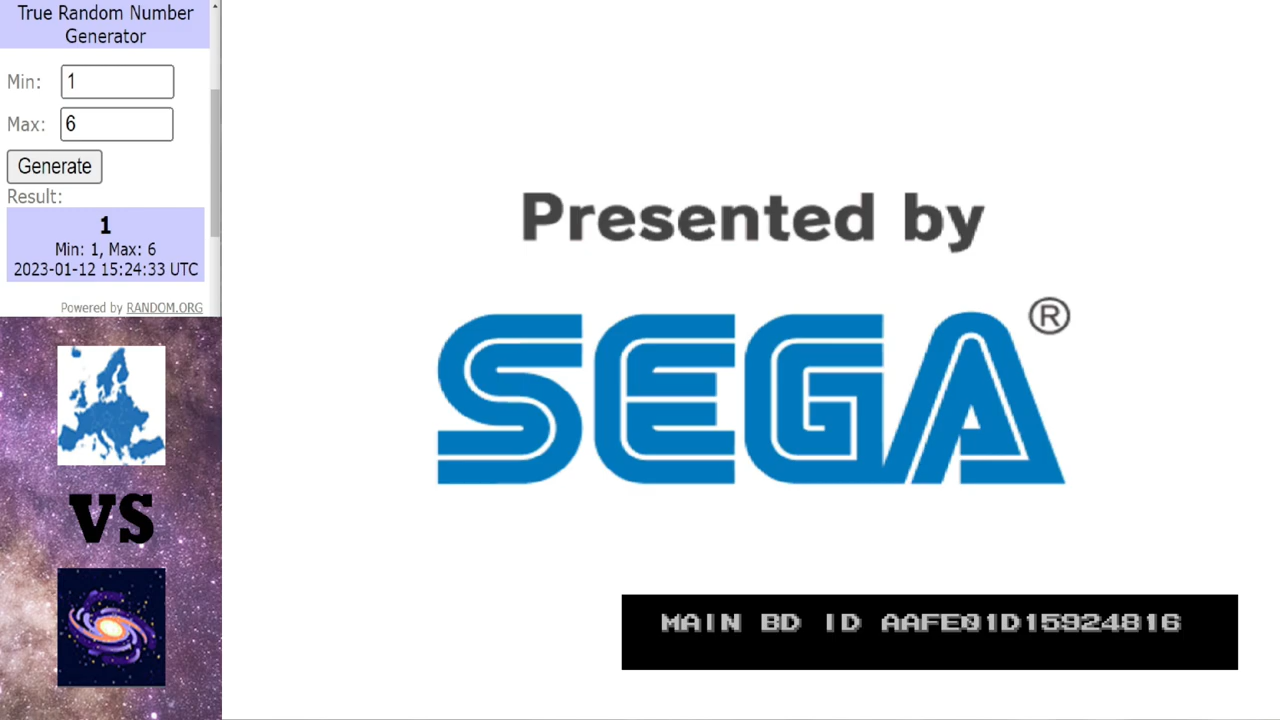 True Random Number
Generator
Min: 1
Max: 6
Generate
Result:
1
Min: 1, Max: 6
2023-01-12 15:24:33 UTC
Powered by RANDOM.ORG
VS
Presented by
SEGA®
MAIN BD ID AAFE01D15924816